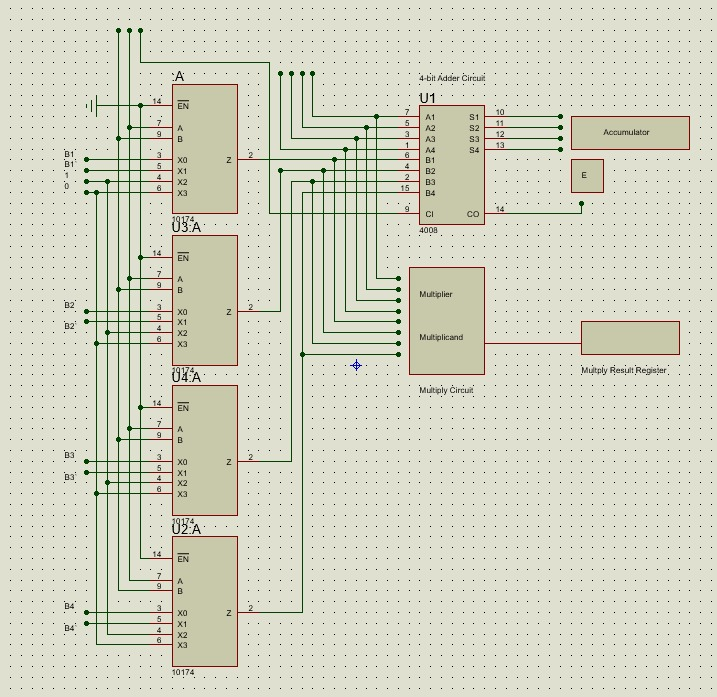 4-bit Adder Circuit
:A
U1
14 EN
7 A
9 B
B1
3 X0
B1
5 X1
1
4 X2
0
6 X3
Z 2
10174
7 A1 S1 10
5 A2 S2 11
3 A3 S3 12
1 A4 S4 13
6 B1
4 B2
2 B3
15 B4
9 CI CO 14
4008
Accumulator
E
U3:A
14 EN
7 A
9 B
B2
3 X0
B2
5 X1
4 X2
6 X3
Z 2
10174
Multiplier
Multiplicand
Multiply Circuit
Multply Result Register
U4:A
14 EN
7 A
9 B
B3
3 X0
B3
5 X1
4 X2
6 X3
Z 2
10174
U2:A
14 EN
7 A
9 B
B4
3 X0
B4
5 X1
4 X2
6 X3
Z 2
10174